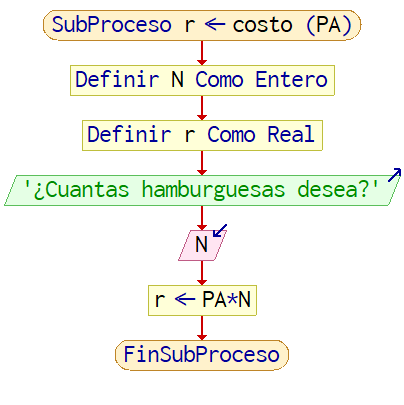 SubProceso r ← costo (PA)
Definir N Como Entero
Definir r Como Real
'¿Cuantas hamburguesas desea?'
N
r ← PA*N
FinSubProceso